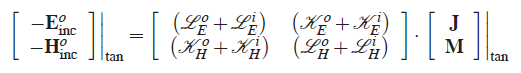 [ −E^o_inc −H^o_inc ]|_tan = [ (ℒ^o_E + ℒ^i_E) (𝒦^o_E + 𝒦^i_E) (𝒦^o_H + 𝒦^i_H) (ℒ^o_H + ℒ^i_H) ] · [ J M ]|_tan